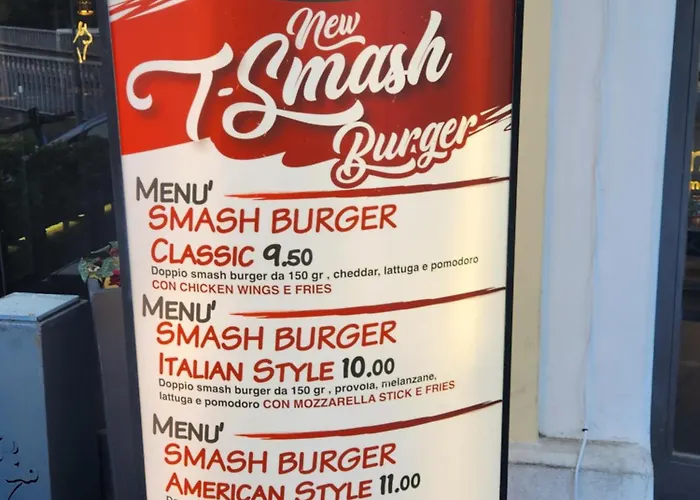 New
T-Smash
Burger
MENU'
SMASH BURGER
CLASSIC 9.50
Doppio smash burger da 150 gr , cheddar, lattuga e pomodoro
CON CHICKEN WINGS E FRIES
MENU'
SMASH BURGER
ITALIAN STYLE 10.00
Doppio smash burger da 150 gr , provola, melanzane,
lattuga e pomodoro CON MOZZARELLA STICK E FRIES
MENU'
SMASH BURGER
AMERICAN STYLE 11.00